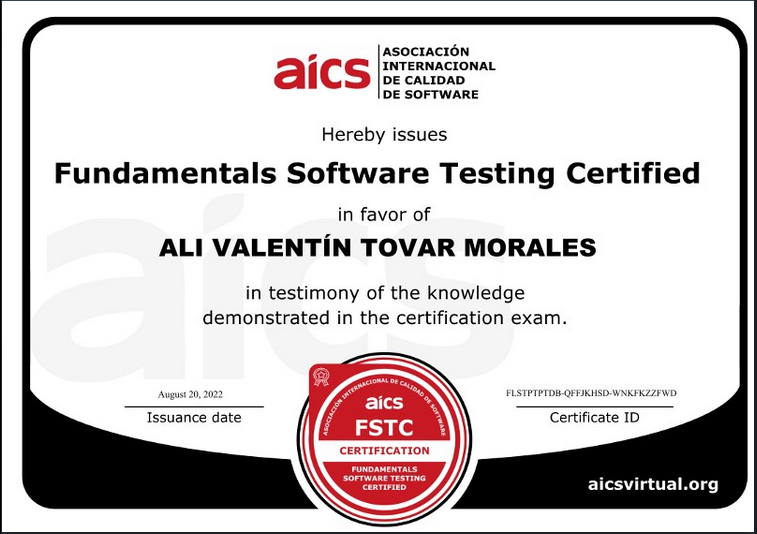 aics
ASOCIACIÓN
INTERNACIONAL
DE CALIDAD
DE SOFTWARE
Hereby issues
Fundamentals Software Testing Certified
in favor of
ALI VALENTÍN TOVAR MORALES
in testimony of the knowledge
demonstrated in the certification exam.
August 20, 2022
Issuance date
FLSTPTPTDB-QFFJKHSD-WNKFKZZFWD
Certificate ID
ASOCIACIÓN INTERNACIONAL DE CALIDAD DE SOFTWARE
aics
FSTC
CERTIFICATION
FUNDAMENTALS
SOFTWARE TESTING
CERTIFIED
aicsvirtual.org
aics